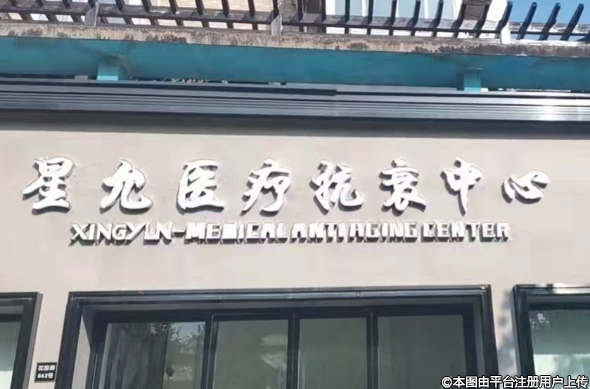 星允医疗抗衰中心
XINGYUN-MEDICAL ANTI AGING CENTER
©本图由平台注册用户上传